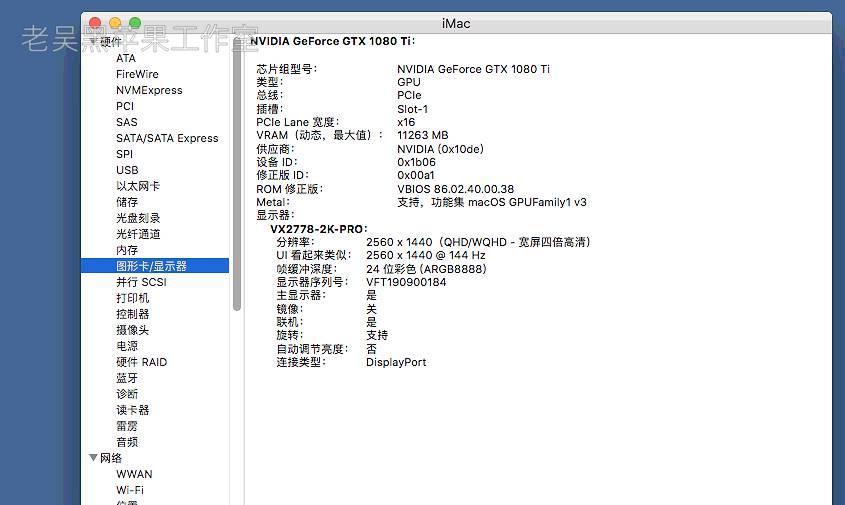 iMac
老吴黑苹果工作室
硬件
ATA
FireWire
NVMExpress
PCI
SAS
SATA/SATA Express
SPI
USB
以太网卡
储存
光盘刻录
光纤通道
内存
图形卡/显示器
并行 SCSI
打印机
控制器
摄像头
电源
硬件 RAID
蓝牙
诊断
读卡器
雷雳
音频
网络
WWAN
Wi-Fi
位置
NVIDIA GeForce GTX 1080 Ti：
芯片组型号： NVIDIA GeForce GTX 1080 Ti
类型： GPU
总线： PCIe
插槽： Slot-1
PCIe Lane 宽度： x16
VRAM（动态，最大值）： 11263 MB
供应商： NVIDIA (0x10de)
设备 ID： 0x1b06
修正版 ID： 0x00a1
ROM 修正版： VBIOS 86.02.40.00.38
Metal： 支持，功能集 macOS GPUFamily1 v3
显示器：
VX2778-2K-PRO：
分辨率： 2560 x 1440（QHD/WQHD - 宽屏四倍高清）
UI 看起来类似： 2560 x 1440 @ 144 Hz
帧缓冲深度： 24 位彩色 (ARGB8888)
显示器序列号： VFT190900184
主显示器： 是
镜像： 关
联机： 是
旋转： 支持
自动调节亮度： 否
连接类型： DisplayPort